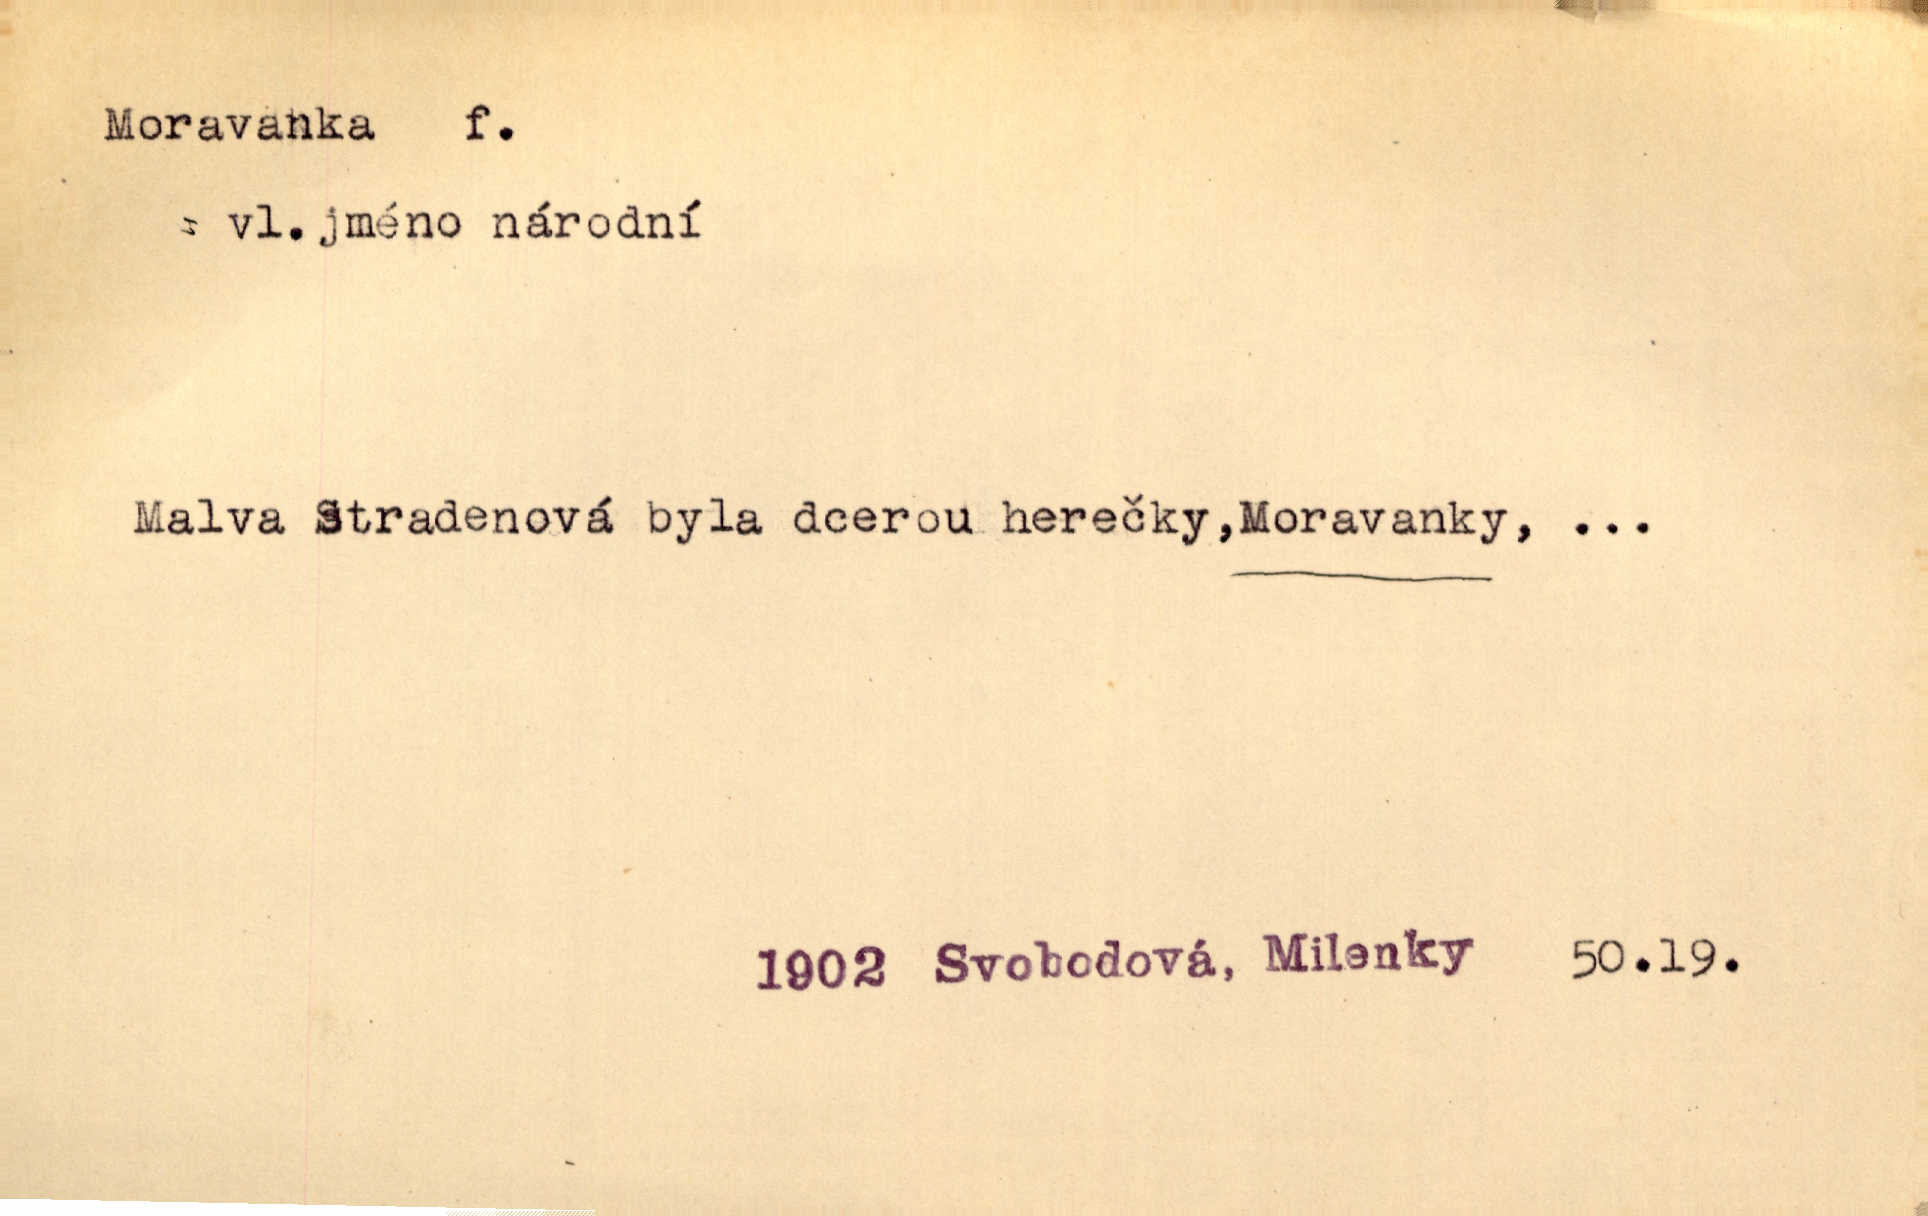 Moravanka f.
= vl.jméno národní
Malva Stradenová byla dcerou herečky,Moravanky, ...
1902 Svobodová, Milenky 50.19.